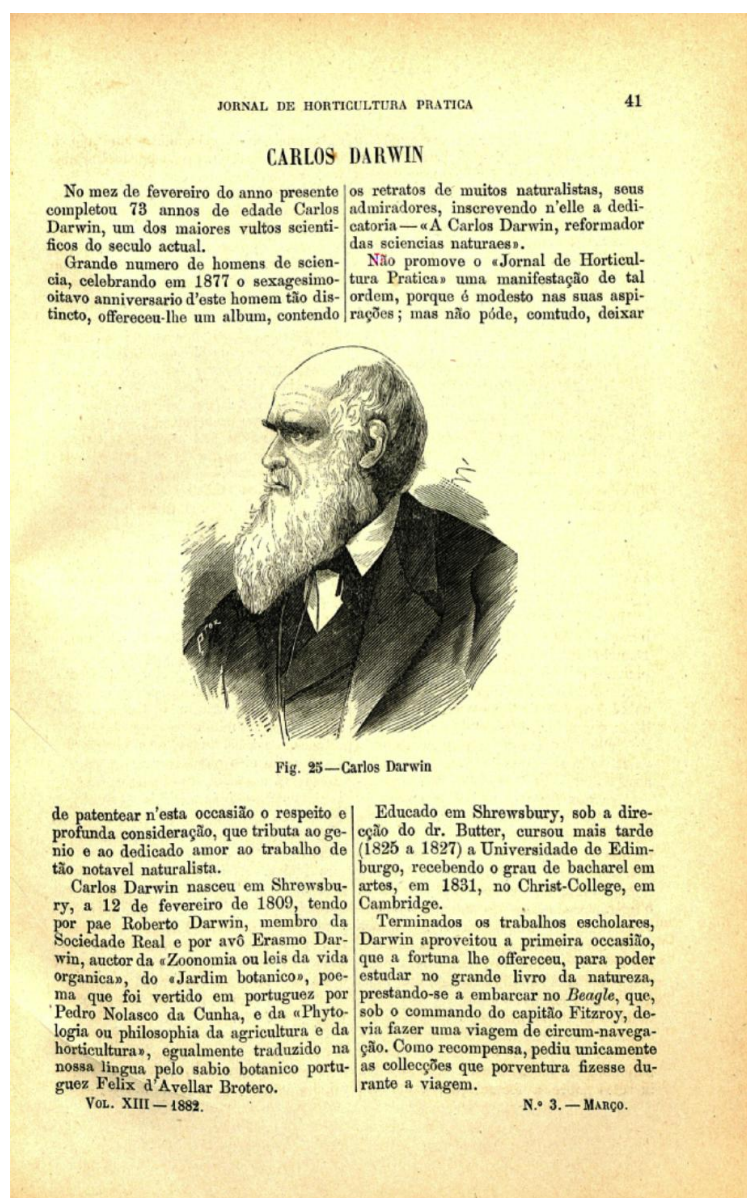 JORNAL DE HORTICULTURA PRATICA
41
CARLOS DARWIN
No mez de fevereiro do anno presente
completou 73 annos de edade Carlos
Darwin, um dos maiores vultos scienti-
ficos do seculo actual.
Grande numero de homens de scien-
cia, celebrando em 1877 o sexagesimo-
oitavo anniversario d'este homem tão dis-
tincto, offereceu-lhe um album, contendo
os retratos de muitos naturalistas, seus
admiradores, inscrevendo n'elle a dedi-
catoria—«A Carlos Darwin, reformador
das sciencias naturaes».
Não promove o «Jornal de Horticul-
tura Pratica» uma manifestação de tal
ordem, porque é modesto nas suas aspi-
rações; mas não póde, comtudo, deixar
Fig. 25—Carlos Darwin
de patentear n'esta occasião o respeito e
profunda consideração, que tributa ao ge-
nio e ao dedicado amor ao trabalho de
tão notavel naturalista.
Carlos Darwin nasceu em Shrewsbu-
ry, a 12 de fevereiro de 1809, tendo
por pae Roberto Darwin, membro da
Sociedade Real e por avô Erasmo Dar-
win, auctor da «Zoonomia ou leis da vida
organica», do «Jardim botanico», poe-
ma que foi vertido em portuguez por
Pedro Nolasco da Cunha, e da «Phyto-
logia ou philosophia da agricultura e da
horticultura», egualmente traduzido na
nossa lingua pelo sabio botanico portu-
guez Felix d'Avellar Brotero.
Educado em Shrewsbury, sob a dire-
cção do dr. Butter, cursou mais tarde
(1825 a 1827) a Universidade de Edim-
burgo, recebendo o grau de bacharel em
artes, em 1831, no Christ-College, em
Cambridge.
Terminados os trabalhos escholares,
Darwin aproveitou a primeira occasião,
que a fortuna lhe offereceu, para poder
estudar no grande livro da natureza,
prestando-se a embarcar no Beagle, que,
sob o commando do capitão Fitzroy, de-
via fazer uma viagem de circum-navega-
ção. Como recompensa, pediu unicamente
as collecções que porventura fizesse du-
rante a viagem.
VOL. XIII—1882.
N.º 3.—MARÇO.